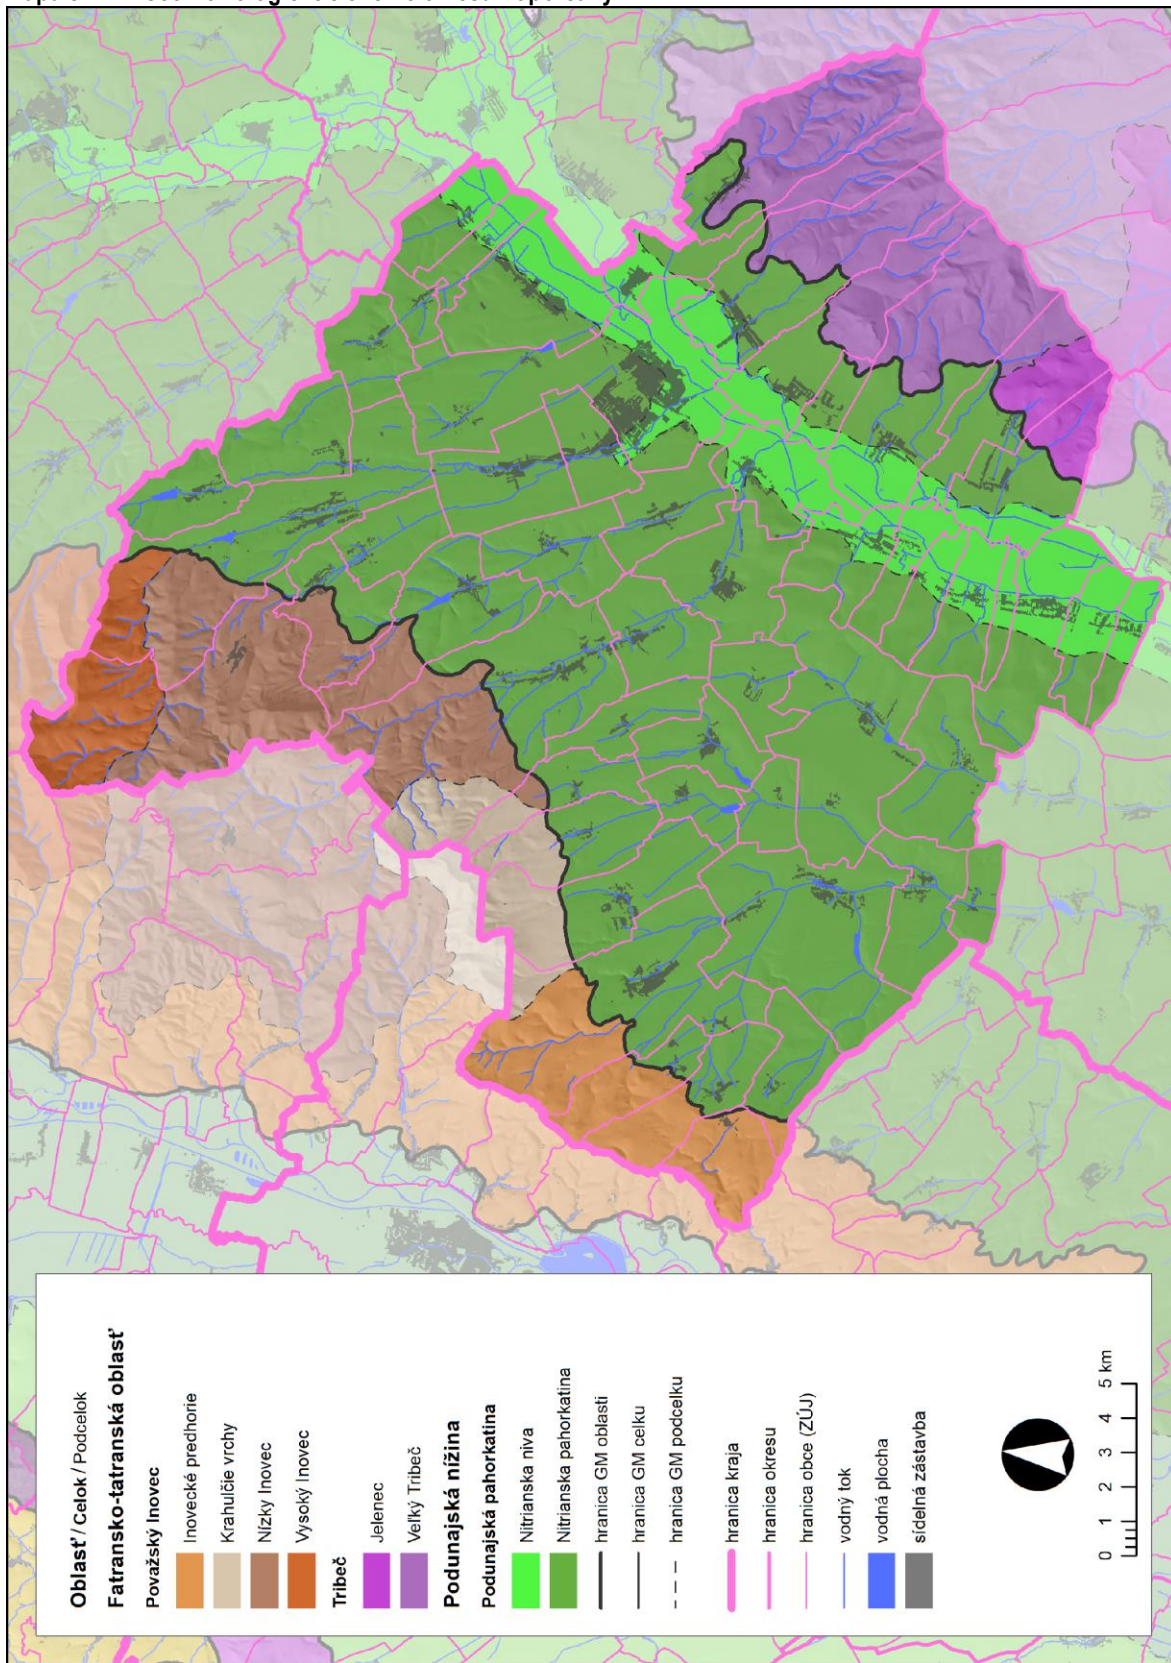 Oblasť / Celok / Podcelok
Fatransko-tatranská oblasť
Považský Inovec
Inovecké predhorie
Krahulčie vrchy
Nízky Inovec
Vysoký Inovec
Tribeč
Jelenec
Veľký Tribeč
Podunajská nížina
Podunajská pahorkatina
Nitrianska niva
Nitrianska pahorkatina
hranica GM oblasti
hranica GM celku
hranica GM podcelku
hranica kraja
hranica okresu
hranica obce (ZÚJ)
vodný tok
vodná plocha
sídelná zástavba
0 1 2 3 4 5 km